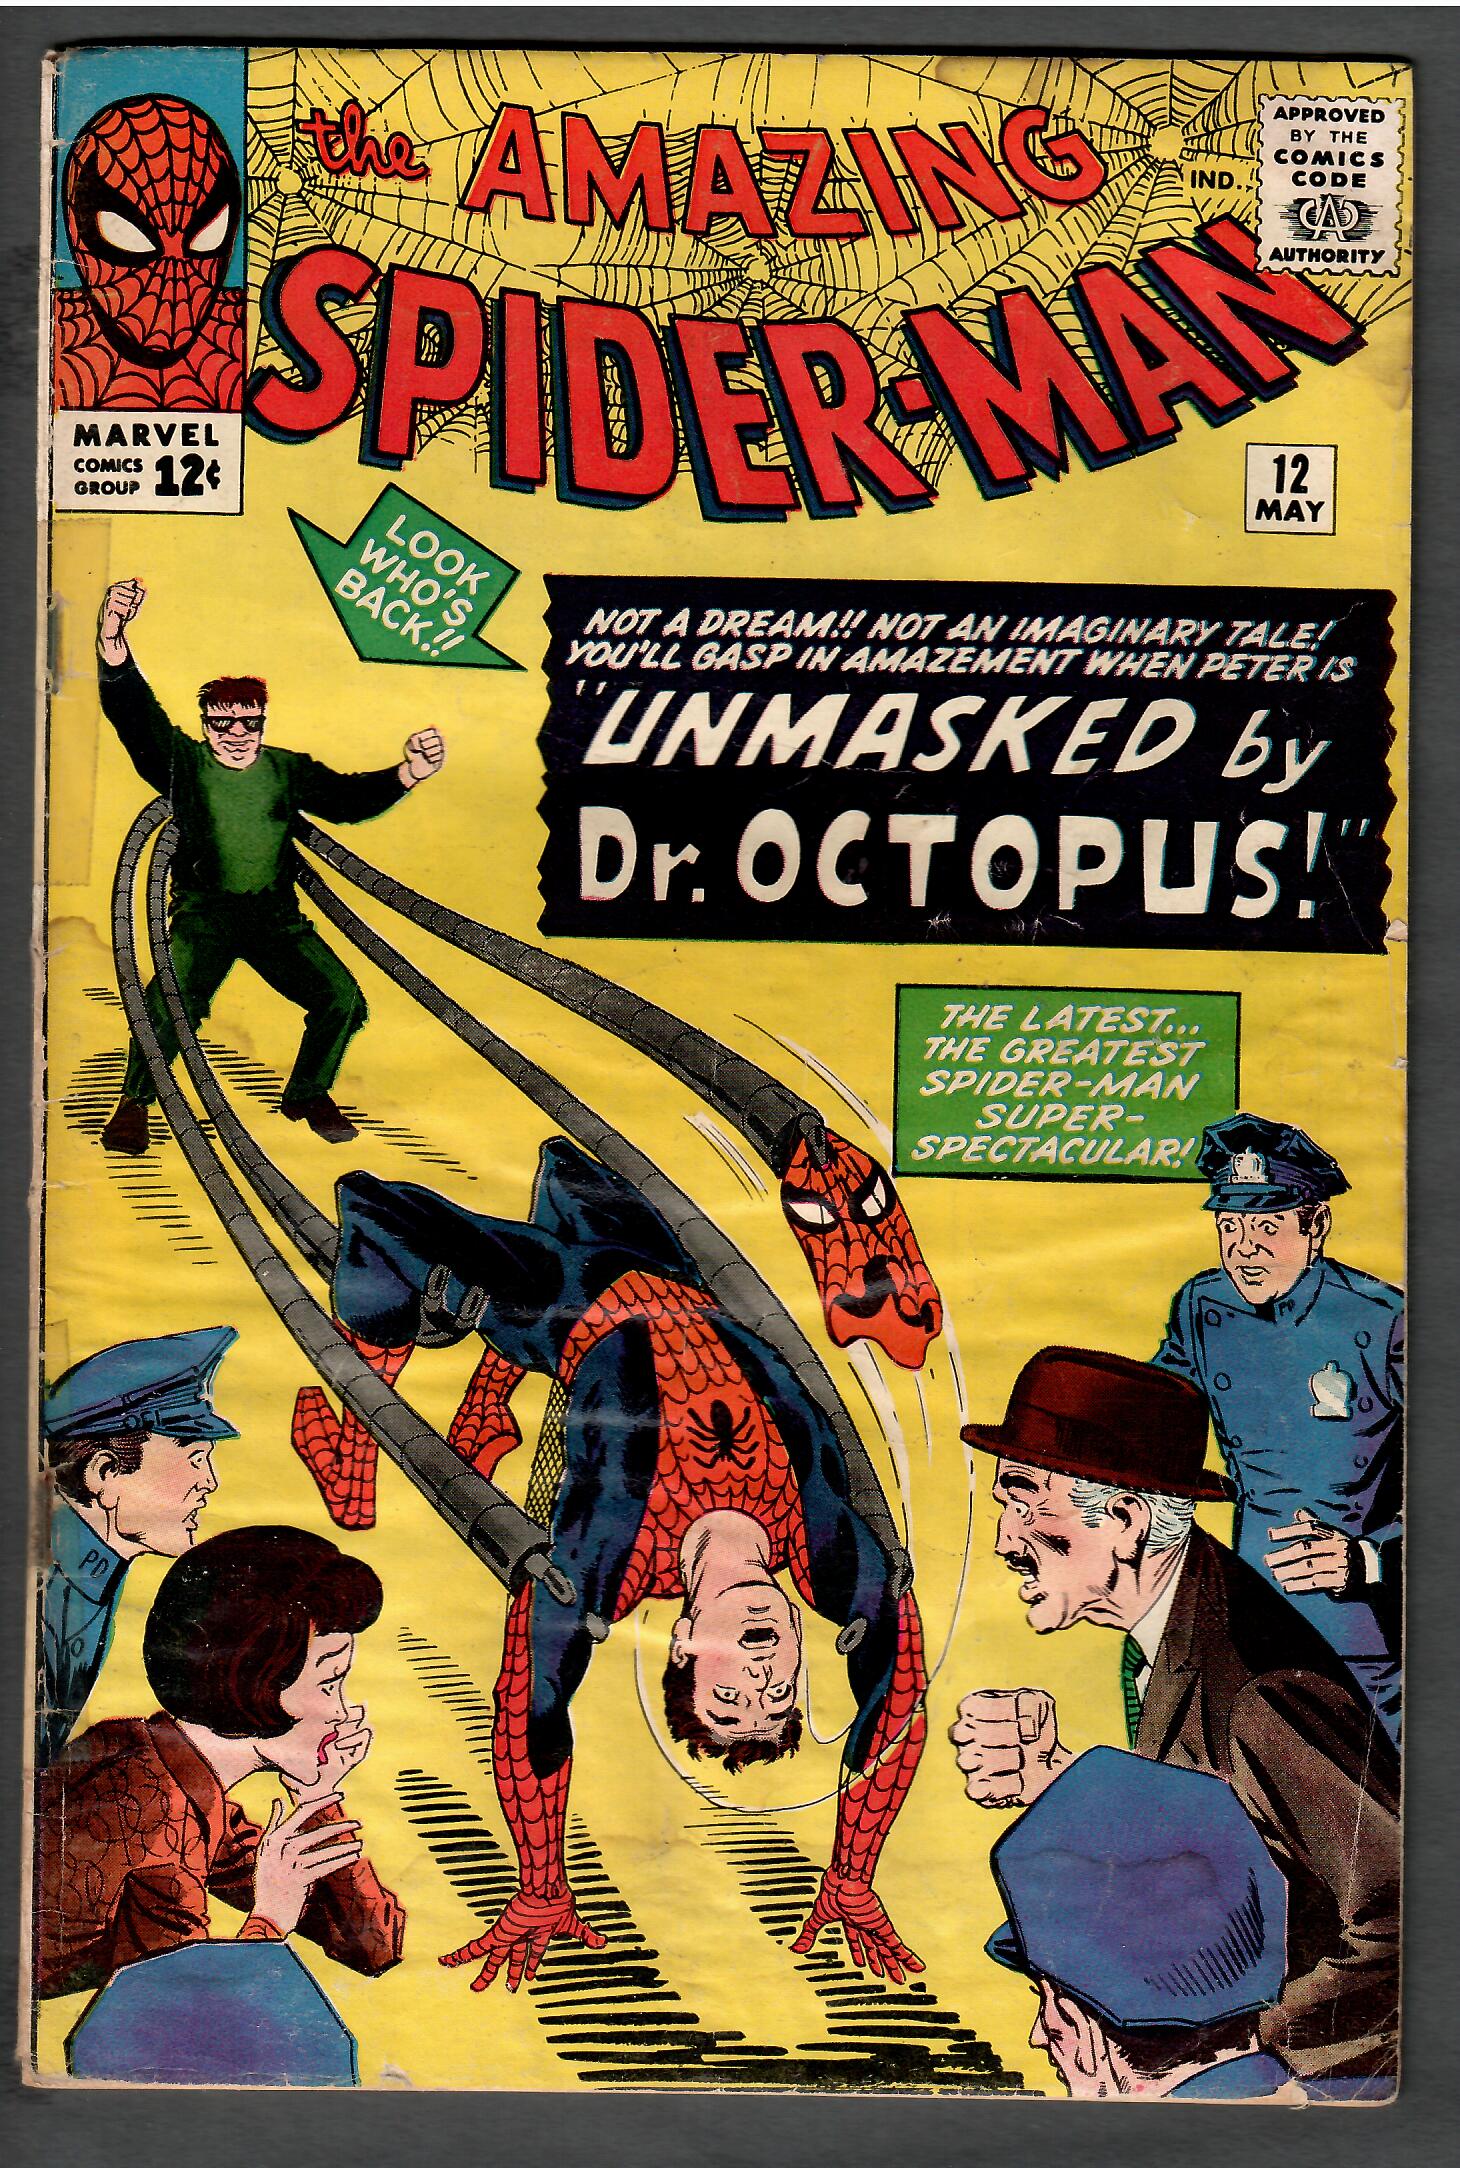 the AMAZING
SPIDER-MAN
APPROVED
BY THE
COMICS
CODE
AUTHORITY
IND.
MARVEL
COMICS
GROUP 12¢
12
MAY
LOOK
WHO'S
BACK!!
NOT A DREAM!! NOT AN IMAGINARY TALE!
YOU'LL GASP IN AMAZEMENT WHEN PETER IS
"UNMASKED by
Dr. OCTOPUS!"
THE LATEST...
THE GREATEST
SPIDER-MAN
SUPER-
SPECTACULAR!
PD
PP